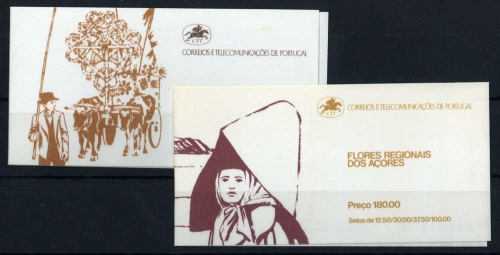 CTT
CORREIOS E TELECOMUNICAÇÕES DE PORTUGAL
CTT
CORREIOS E TELECOMUNICAÇÕES DE PORTUGAL
FLORES REGIONAIS
DOS AÇORES
Preço 180.00
Selos de 12.50/30.00/37.50/100.00